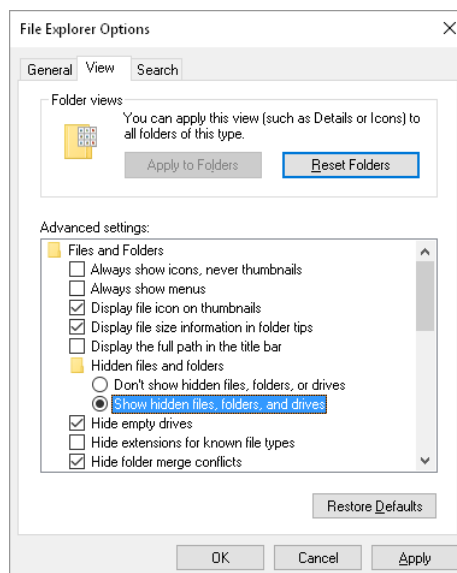 File Explorer Options
General View Search
Folder views
You can apply this view (such as Details or Icons) to
all folders of this type.
Apply to Folders Reset Folders
Advanced settings:
Files and Folders
Always show icons, never thumbnails
Always show menus
Display file icon on thumbnails
Display file size information in folder tips
Display the full path in the title bar
Hidden files and folders
Don't show hidden files, folders, or drives
Show hidden files, folders, and drives
Hide empty drives
Hide extensions for known file types
Hide folder merge conflicts
Restore Defaults
OK Cancel Apply